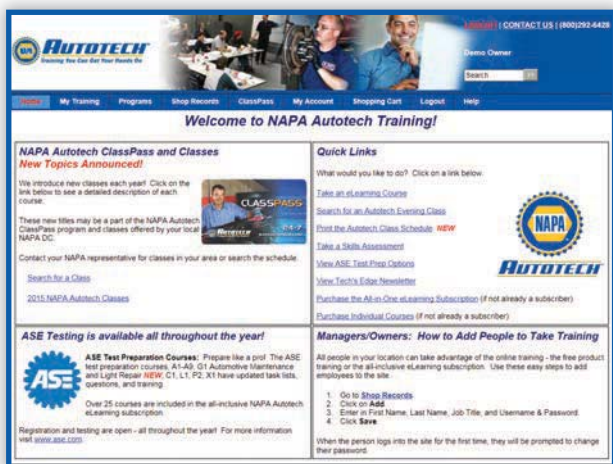 NAPA
AUTOTECH
Training You Can Get Your Hands On
| CONTACT US | (800)292-6428
Demo Owner
Search
HOME My Training Programs Shop Records ClassPass My Account Shopping Cart Logout Help
Welcome to NAPA Autotech Training!
NAPA Autotech ClassPass and Classes
New Topics Announced!
We introduce new classes each year! Click on the
link below to see a detailed description of each
course.
These new titles may be a part of the NAPA Autotech
ClassPass program and classes offered by your local
NAPA DC.
Contact your NAPA representative for classes in your area or search the schedule.
Search for a Class
2015 NAPA Autotech Classes
CLASSPASS
AUTOTECH
24-7
Quick Links
What would you like to do? Click on a link below.
Take an eLearning Course
Search for an Autotech Evening Class
Print the Autotech Class Schedule NEW
Take a Skills Assessment
View ASE Test Prep Options
View Tech's Edge Newsletter
Purchase the All-in-One eLearning Subscription (if not already a subscriber)
Purchase Individual Courses (if not already a subscriber)
NAPA
AUTOTECH
ASE Testing is available all throughout the year!
ASE
ASE Test Preparation Courses: Prepare like a pro! The ASE
test preparation courses, A1-A9, G1 Automotive Maintenance
and Light Repair NEW, C1, L1, P2, X1 have updated task lists,
questions, and training.
Over 25 courses are included in the all-inclusive NAPA Autotech
eLearning subscription.
Registration and testing are open - all throughout the year! For more information
visit www.ase.com.
Managers/Owners: How to Add People to Take Training
All people in your location can take advantage of the online training - the free product
training or the all-inclusive eLearning subscription. Use these easy steps to add
employees to the site.
1. Go to Shop Records.
2. Click on Add.
3. Enter in First Name, Last Name, Job Title, and Username & Password.
4. Click Save.
When the person logs into the site for the first time, they will be prompted to change
their password.